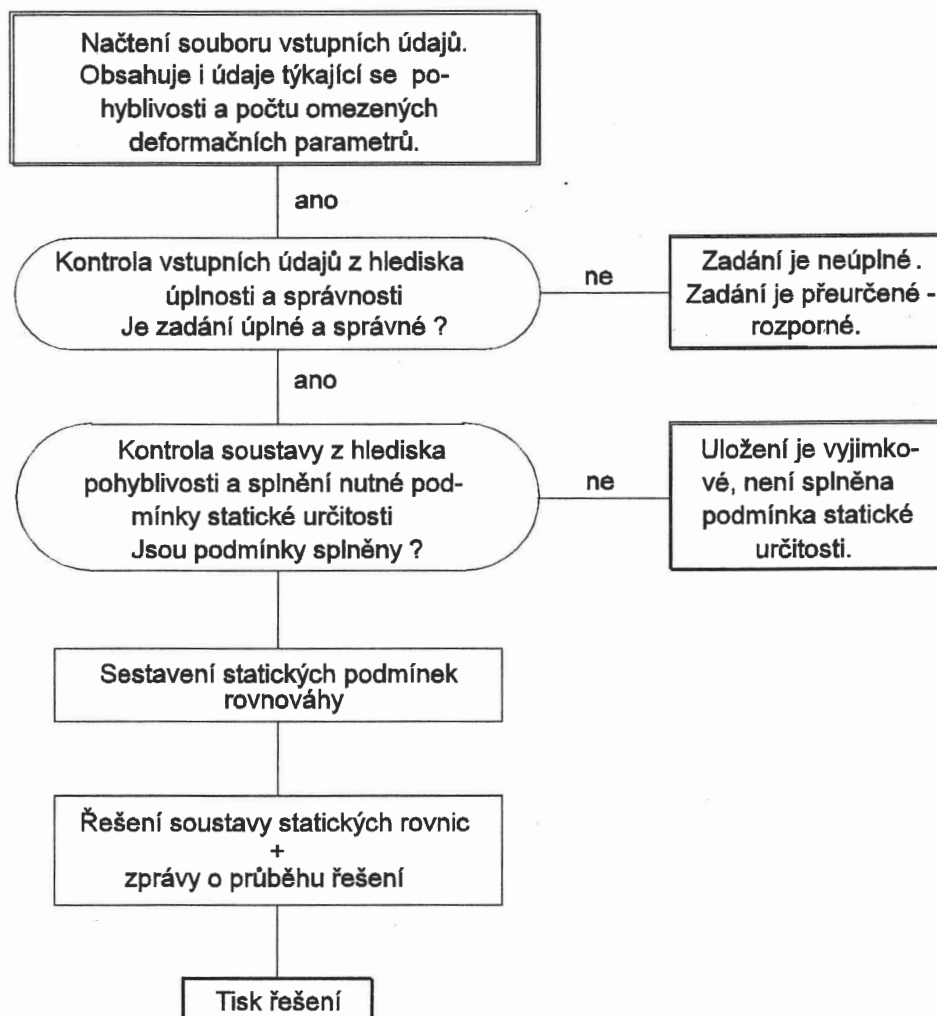 Načtení souboru vstupních údajů.
Obsahuje i údaje týkající se po-
hyblivosti a počtu omezených
deformačních parametrů.
ano
Kontrola vstupních údajů z hlediska
úplnosti a správnosti
Je zadání úplné a správné ?
ne
Zadání je neúplné.
Zadání je přeurčené -
rozporné.
ano
Kontrola soustavy z hlediska
pohyblivosti a splnění nutné pod-
mínky statické určitosti
Jsou podmínky splněny ?
ne
Uložení je vyjimko-
vé, není splněna
podmínka statické
určitosti.
Sestavení statických podmínek
rovnováhy
Řešení soustavy statických rovnic
+
zprávy o průběhu řešení
Tisk řešení